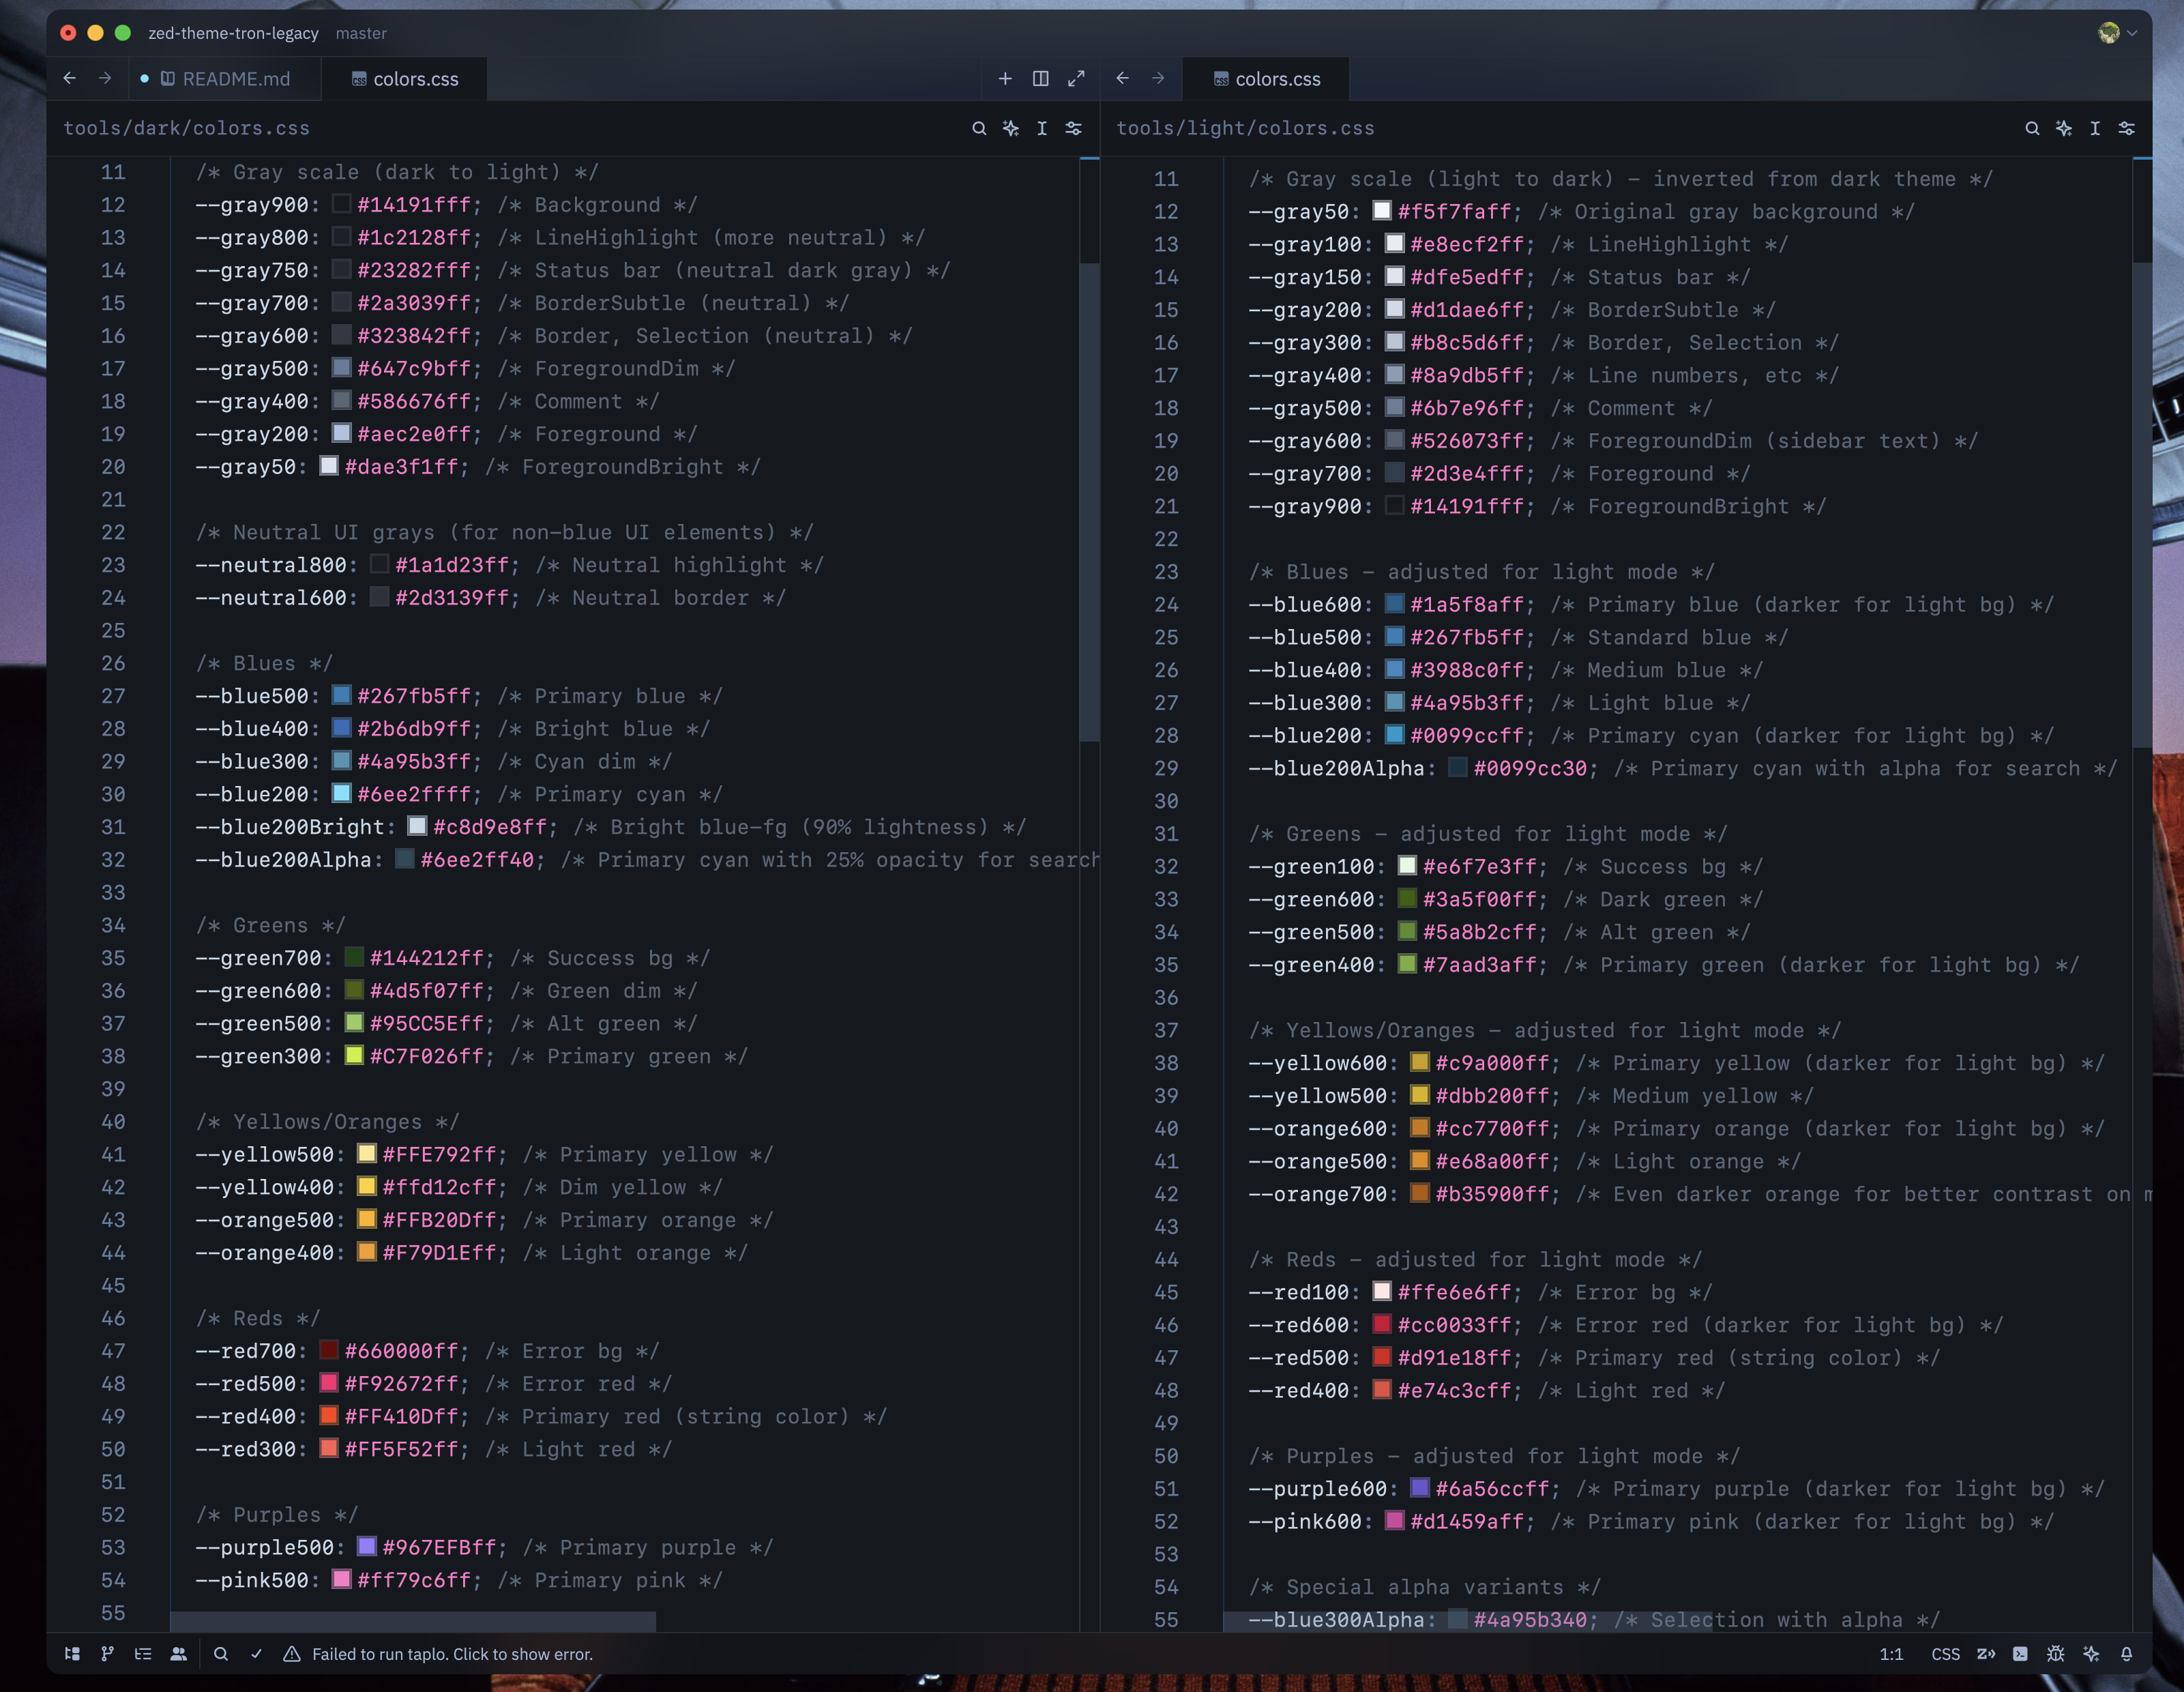 zed-theme-tron-legacy master
README.md
colors.css
colors.css
tools/dark/colors.css
11 /* Gray scale (dark to light) */
12 --gray900: #14191fff; /* Background */
13 --gray800: #1c2128ff; /* LineHighlight (more neutral) */
14 --gray750: #23282fff; /* Status bar (neutral dark gray) */
15 --gray700: #2a3039ff; /* BorderSubtle (neutral) */
16 --gray600: #323842ff; /* Border, Selection (neutral) */
17 --gray500: #647c9bff; /* ForegroundDim */
18 --gray400: #586676ff; /* Comment */
19 --gray200: #aec2e0ff; /* Foreground */
20 --gray50: #dae3f1ff; /* ForegroundBright */
21
22 /* Neutral UI grays (for non-blue UI elements) */
23 --neutral800: #1a1d23ff; /* Neutral highlight */
24 --neutral600: #2d3139ff; /* Neutral border */
25
26 /* Blues */
27 --blue500: #267fb5ff; /* Primary blue */
28 --blue400: #2b6db9ff; /* Bright blue */
29 --blue300: #4a95b3ff; /* Cyan dim */
30 --blue200: #6ee2ffff; /* Primary cyan */
31 --blue200Bright: #c8d9e8ff; /* Bright blue-fg (90% lightness) */
32 --blue200Alpha: #6ee2ff40; /* Primary cyan with 25% opacity for search
33
34 /* Greens */
35 --green700: #144212ff; /* Success bg */
36 --green600: #4d5f07ff; /* Green dim */
37 --green500: #95CC5Eff; /* Alt green */
38 --green300: #C7F026ff; /* Primary green */
39
40 /* Yellows/Oranges */
41 --yellow500: #FFE792ff; /* Primary yellow */
42 --yellow400: #ffd12cff; /* Dim yellow */
43 --orange500: #FFB20Dff; /* Primary orange */
44 --orange400: #F79D1Eff; /* Light orange */
45
46 /* Reds */
47 --red700: #660000ff; /* Error bg */
48 --red500: #F92672ff; /* Error red */
49 --red400: #FF410Dff; /* Primary red (string color) */
50 --red300: #FF5F52ff; /* Light red */
51
52 /* Purples */
53 --purple500: #967EFBff; /* Primary purple */
54 --pink500: #ff79c6ff; /* Primary pink */
55
tools/light/colors.css
11 /* Gray scale (light to dark) - inverted from dark theme */
12 --gray50: #f5f7faff; /* Original gray background */
13 --gray100: #e8ecf2ff; /* LineHighlight */
14 --gray150: #dfe5edff; /* Status bar */
15 --gray200: #d1dae6ff; /* BorderSubtle */
16 --gray300: #b8c5d6ff; /* Border, Selection */
17 --gray400: #8a9db5ff; /* Line numbers, etc */
18 --gray500: #6b7e96ff; /* Comment */
19 --gray600: #526073ff; /* ForegroundDim (sidebar text) */
20 --gray700: #2d3e4fff; /* Foreground */
21 --gray900: #14191fff; /* ForegroundBright */
22
23 /* Blues - adjusted for light mode */
24 --blue600: #1a5f8aff; /* Primary blue (darker for light bg) */
25 --blue500: #267fb5ff; /* Standard blue */
26 --blue400: #3988c0ff; /* Medium blue */
27 --blue300: #4a95b3ff; /* Light blue */
28 --blue200: #0099ccff; /* Primary cyan (darker for light bg) */
29 --blue200Alpha: #0099cc30; /* Primary cyan with alpha for search */
30
31 /* Greens - adjusted for light mode */
32 --green100: #e6f7e3ff; /* Success bg */
33 --green600: #3a5f00ff; /* Dark green */
34 --green500: #5a8b2cff; /* Alt green */
35 --green400: #7aad3aff; /* Primary green (darker for light bg) */
36
37 /* Yellows/Oranges - adjusted for light mode */
38 --yellow600: #c9a000ff; /* Primary yellow (darker for light bg) */
39 --yellow500: #dbb200ff; /* Medium yellow */
40 --orange600: #cc7700ff; /* Primary orange (darker for light bg) */
41 --orange500: #e68a00ff; /* Light orange */
42 --orange700: #b35900ff; /* Even darker orange for better contrast on m
43
44 /* Reds - adjusted for light mode */
45 --red100: #ffe6e6ff; /* Error bg */
46 --red600: #cc0033ff; /* Error red (darker for light bg) */
47 --red500: #d91e18ff; /* Primary red (string color) */
48 --red400: #e74c3cff; /* Light red */
49
50 /* Purples - adjusted for light mode */
51 --purple600: #6a56ccff; /* Primary purple (darker for light bg) */
52 --pink600: #d1459aff; /* Primary pink (darker for light bg) */
53
54 /* Special alpha variants */
55 --blue300Alpha: #4a95b340; /* Selection with alpha */
Failed to run taplo. Click to show error.
1:1 CSS